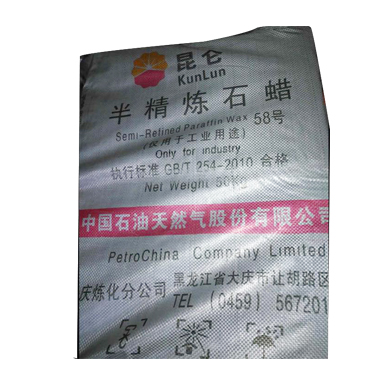 昆仑
KunLun
半精炼石蜡
Semi-Refined Paraffin Wax 58号
(使用于工业用途)
Only for industry
执行标准 GB/T 254-2010 合格
Net Weight 50Kg
中国石油天然气股份有限公司
PetroChina Company Limited
庆炼化分公司 黑龙江省大庆市让胡路区
TEL (0459) 567201